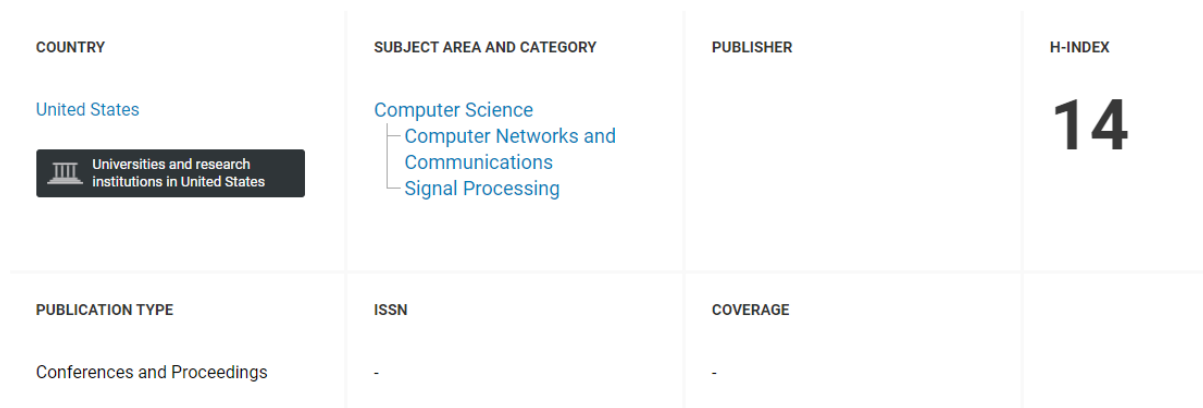 COUNTRY
SUBJECT AREA AND CATEGORY
PUBLISHER
H-INDEX
United States
Universities and research
institutions in United States
Computer Science
Computer Networks and
Communications
Signal Processing
14
PUBLICATION TYPE
ISSN
COVERAGE
Conferences and Proceedings
-
-